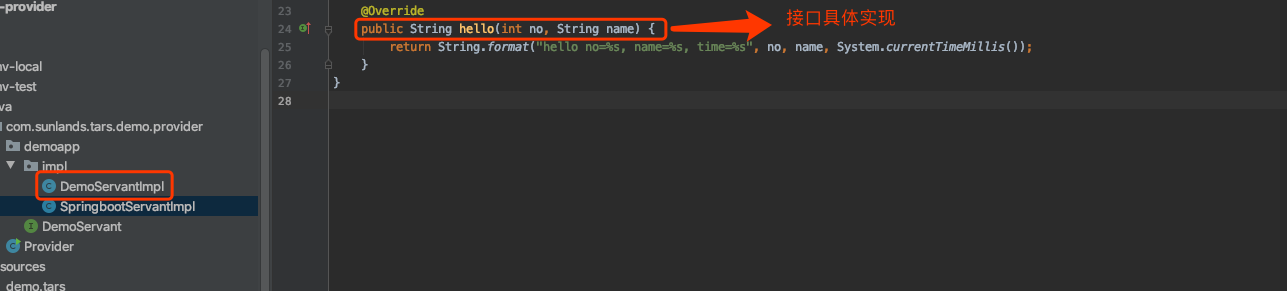 -provider
nv-local
nv-test
va
com.sunlands.tars.demo.provider
demoapp
impl
DemoServantImpl
SpringbootServantImpl
DemoServant
Provider
sources
demo.tars
23 @Override
24 public String hello(int no, String name) {
接口具体实现
25 return String.format("hello no=%s, name=%s, time=%s", no, name, System.currentTimeMillis());
26 }
27 }
28